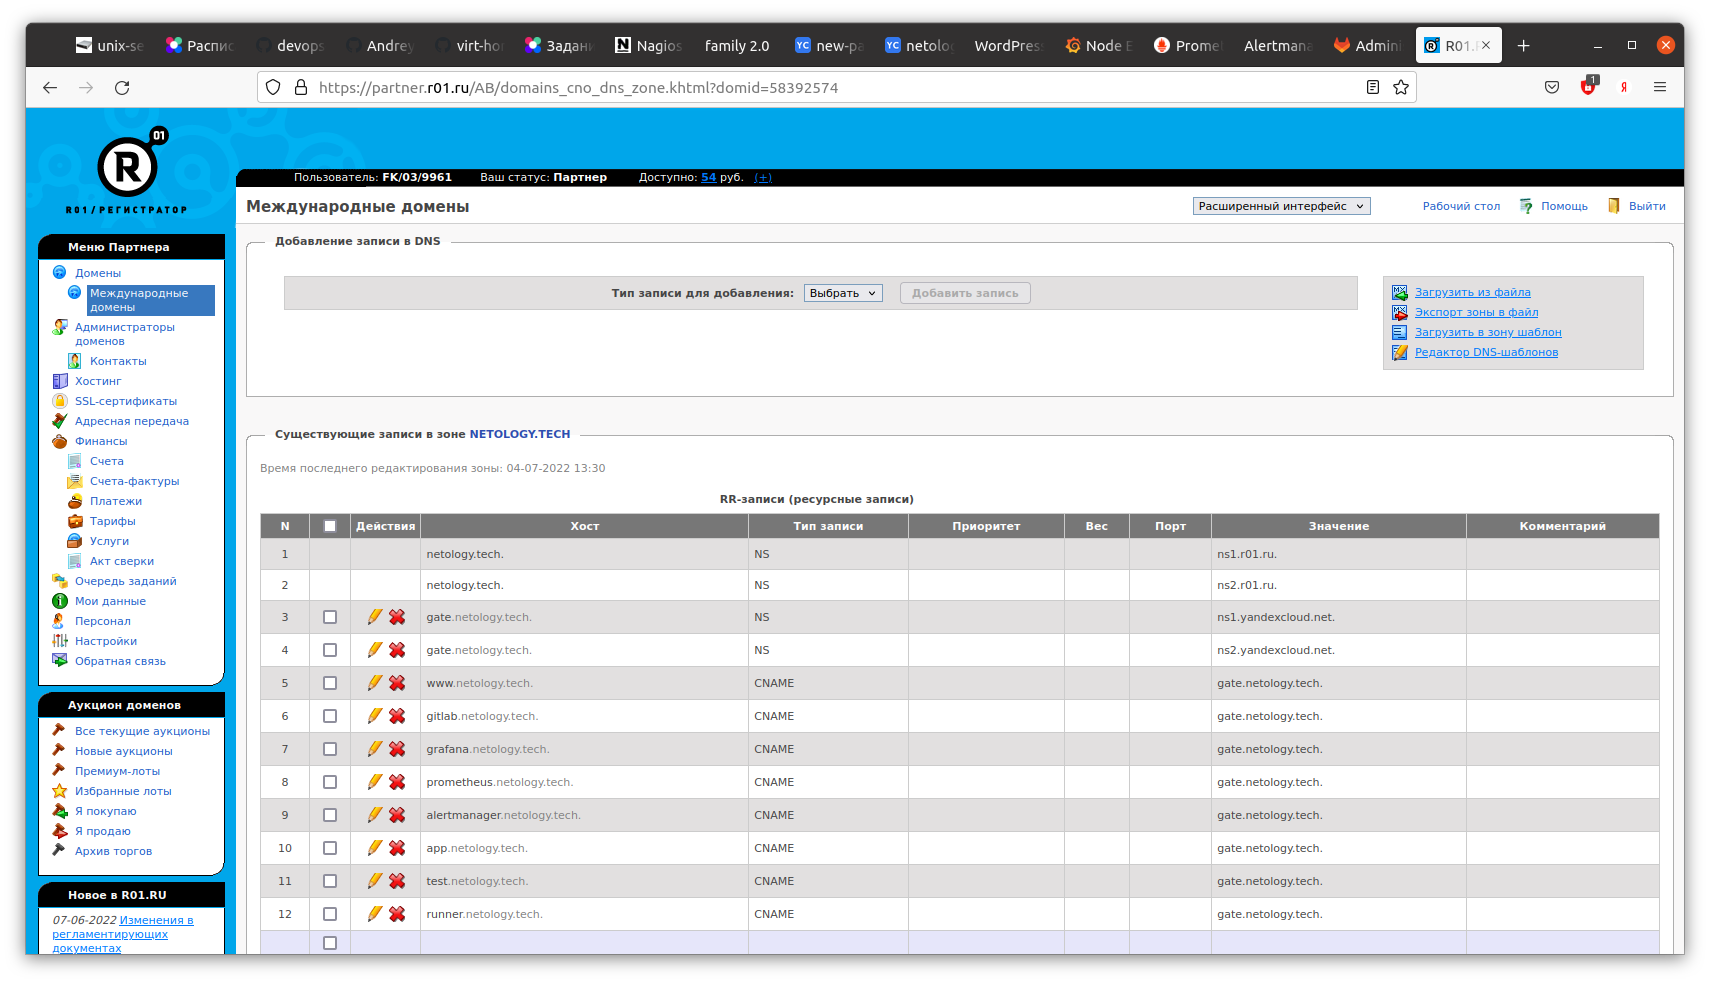 unix-se
Распис
devops
Andrey
virt-ho
Задани
Nagios
family 2.0
new-pa
netolog
WordPress
Node E
Promet
Alertmana
Admini
R01.
https://partner.r01.ru/AB/domains_cno_dns_zone.khtml?domid=58392574
1
Я
R 01
R01/РЕГИСТРАТОР
Пользователь: FK/03/9961 Ваш статус: Партнер Доступно: 54 руб. (+)
Международные домены
Расширенный интерфейс
Рабочий стол
Помощь
Выйти
Меню Партнера
Домены
Международные
домены
Администраторы
доменов
Контакты
Хостинг
SSL-сертификаты
Адресная передача
Финансы
Счета
Счета-фактуры
Платежи
Тарифы
Услуги
Акт сверки
Очередь заданий
Мои данные
Персонал
Настройки
Обратная связь
Аукцион доменов
Все текущие аукционы
Новые аукционы
Премиум-лоты
Избранные лоты
Я покупаю
Я продаю
Архив торгов
Новое в R01.RU
07-06-2022 Изменения в
регламентирующих
документах
Добавление записи в DNS
Тип записи для добавления: Выбрать Добавить запись
Загрузить из файла
Экспорт зоны в файл
Загрузить в зону шаблон
Редактор DNS-шаблонов
Существующие записи в зоне NETOLOGY.TECH
Время последнего редактирования зоны: 04-07-2022 13:30
RR-записи (ресурсные записи)
N Действия Хост Тип записи Приоритет Вес Порт Значение Комментарий
1 netology.tech. NS ns1.r01.ru.
2 netology.tech. NS ns2.r01.ru.
3 gate.netology.tech. NS ns1.yandexcloud.net.
4 gate.netology.tech. NS ns2.yandexcloud.net.
5 www.netology.tech. CNAME gate.netology.tech.
6 gitlab.netology.tech. CNAME gate.netology.tech.
7 grafana.netology.tech. CNAME gate.netology.tech.
8 prometheus.netology.tech. CNAME gate.netology.tech.
9 alertmanager.netology.tech. CNAME gate.netology.tech.
10 app.netology.tech. CNAME gate.netology.tech.
11 test.netology.tech. CNAME gate.netology.tech.
12 runner.netology.tech. CNAME gate.netology.tech.